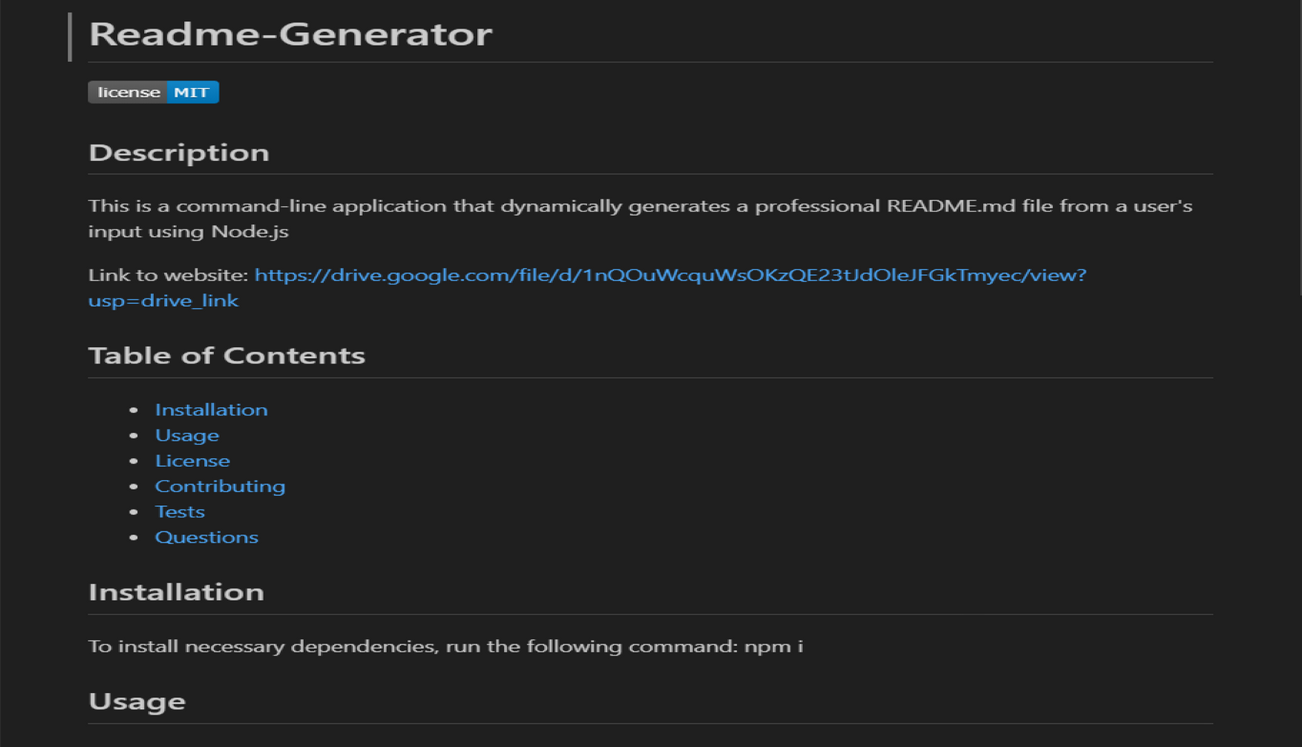 Readme-Generator
license MIT
Description
This is a command-line application that dynamically generates a professional README.md file from a user's
input using Node.js
Link to website: https://drive.google.com/file/d/1nQOuWcquWsOKzQE23tJdOleJFGkTmyec/view?
usp=drive_link
Table of Contents
Installation
Usage
License
Contributing
Tests
Questions
Installation
To install necessary dependencies, run the following command: npm i
Usage